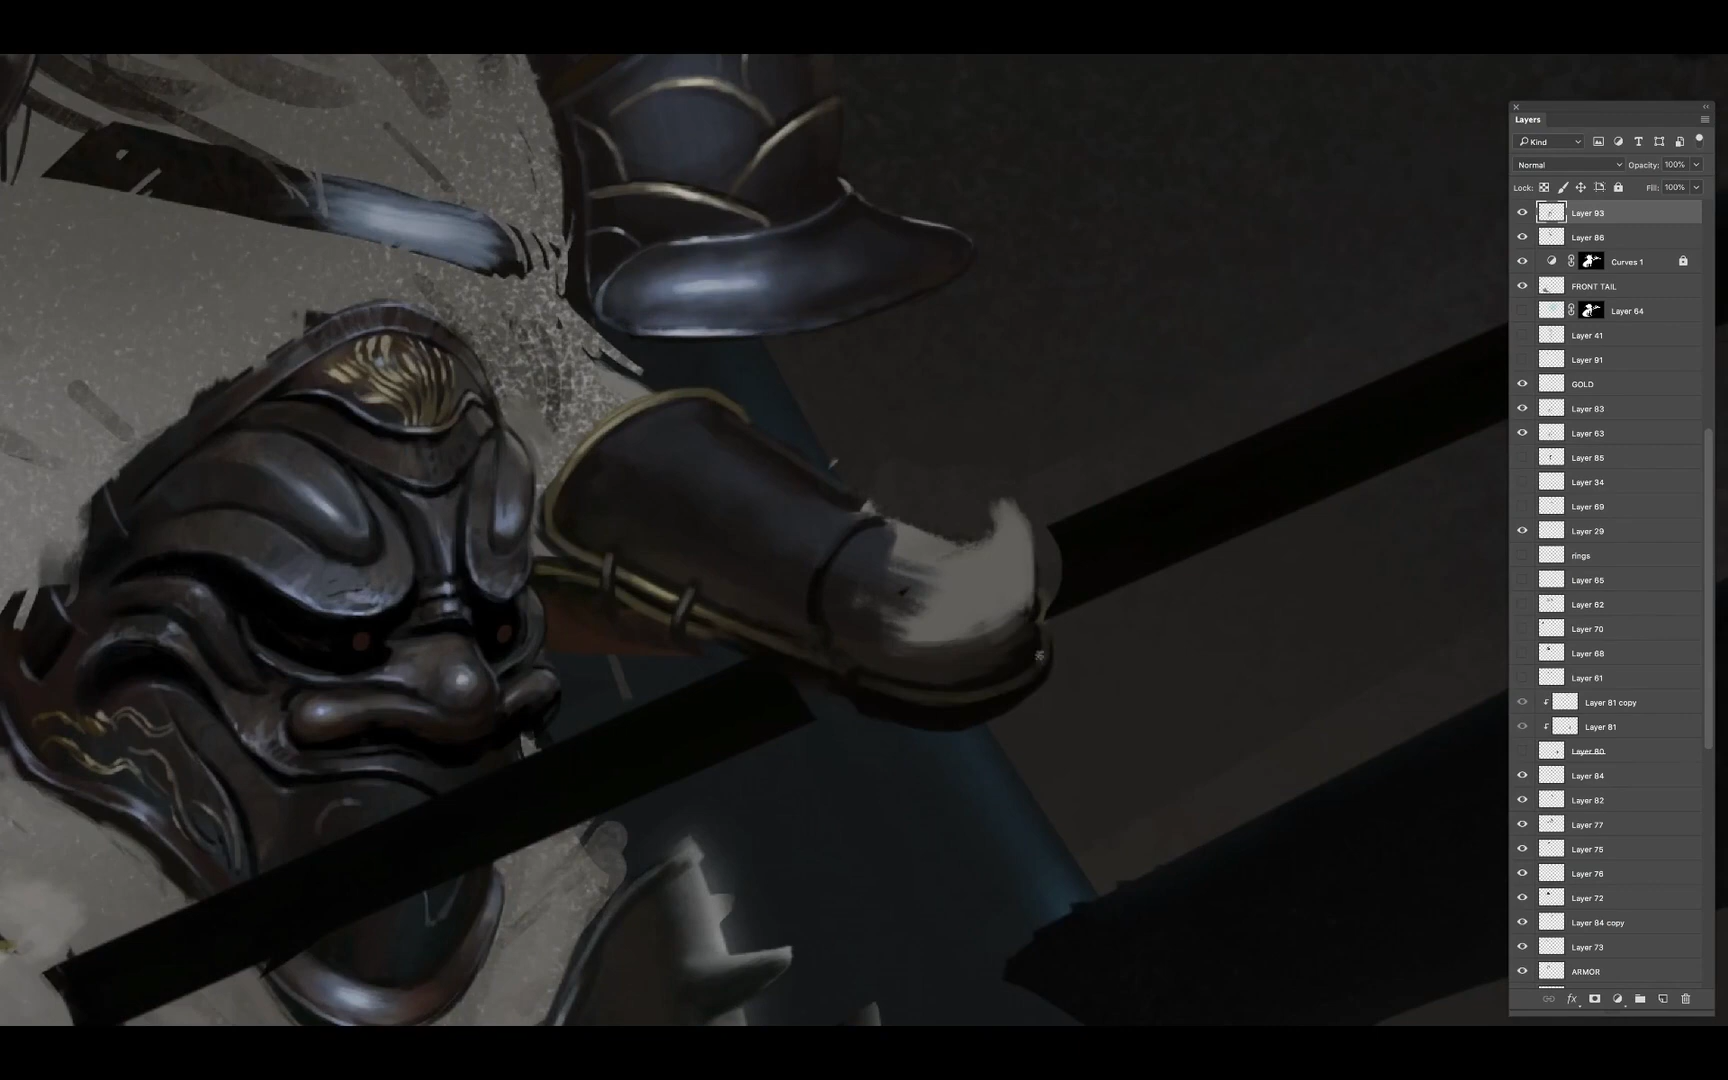 Layers
Kind
Normal Opacity: 100%
Lock: Fill: 100%
Layer 93
Layer 86
Curves 1
FRONT TAIL
Layer 64
Layer 41
Layer 91
GOLD
Layer 83
Layer 63
Layer 85
Layer 34
Layer 69
Layer 29
rings
Layer 65
Layer 62
Layer 70
Layer 68
Layer 61
Layer 81 copy
Layer 81
Layer 80
Layer 84
Layer 82
Layer 77
Layer 75
Layer 76
Layer 72
Layer 84 copy
Layer 73
ARMOR
fx